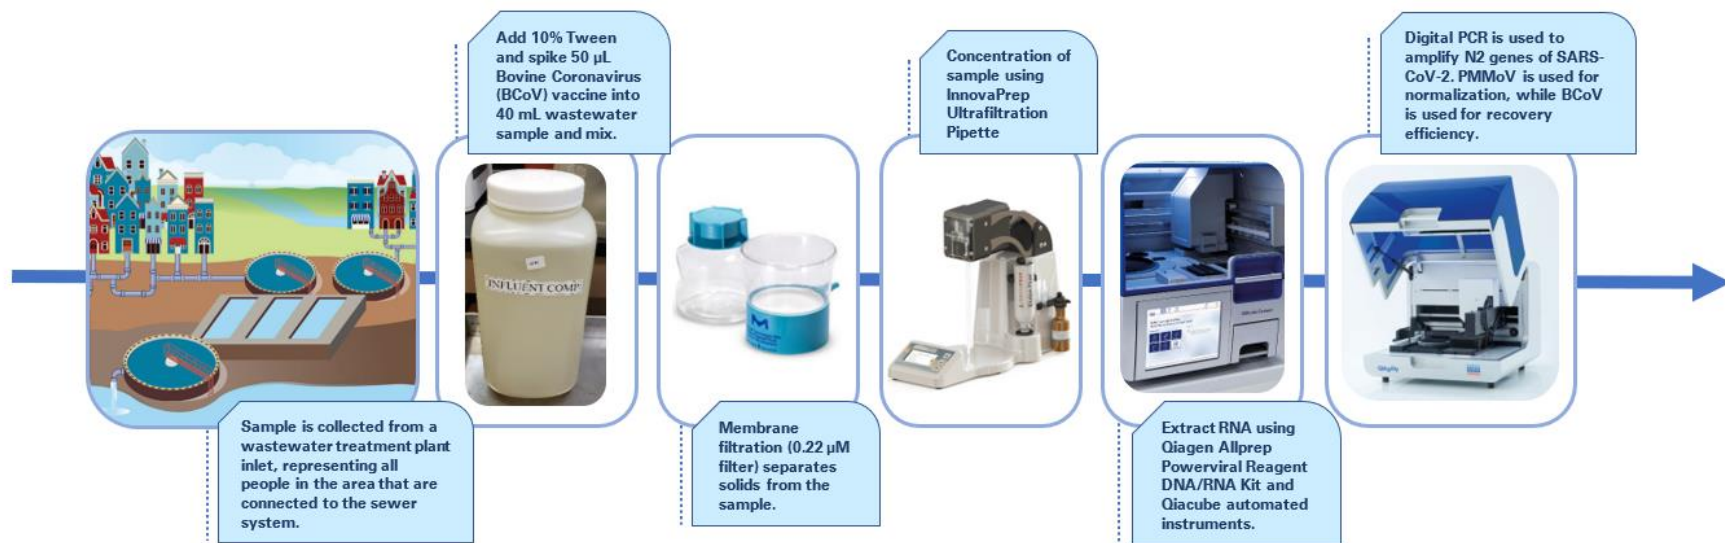 Sample is collected from a
wastewater treatment plant
inlet, representing all
people in the area that are
connected to the sewer
system.
Add 10% Tween
and spike 50 µL
Bovine Coronavirus
(BCoV) vaccine into
40 mL wastewater
sample and mix.
INFLUENT COMP
Membrane
filtration (0.22 µM
filter) separates
solids from the
sample.
Concentration of
sample using
InnovaPrep
Ultrafiltration
Pipette
Extract RNA using
Qiagen Allprep
Powerviral Reagent
DNA/RNA Kit and
Qiacube automated
instruments.
Digital PCR is used to
amplify N2 genes of SARS-
CoV-2. PMMoV is used for
normalization, while BCoV
is used for recovery
efficiency.